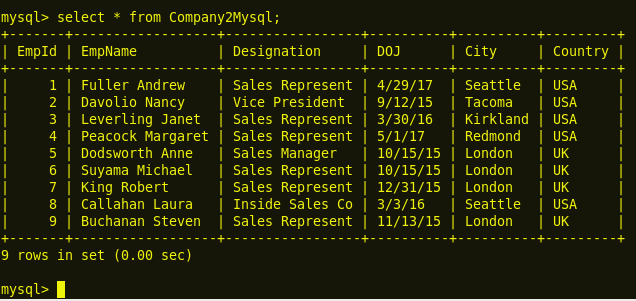 mysql> select * from Company2Mysql;
+-------+-----------------+-----------------+----------+----------+---------+
| EmpId | EmpName         | Designation     | DOJ      | City     | Country |
+-------+-----------------+-----------------+----------+----------+---------+
|     1 | Fuller Andrew   | Sales Represent | 4/29/17  | Seattle  | USA     |
|     2 | Davolio Nancy   | Vice President  | 9/12/15  | Tacoma   | USA     |
|     3 | Leverling Janet | Sales Represent | 3/30/16  | Kirkland | USA     |
|     4 | Peacock Margaret | Sales Represent | 5/1/17   | Redmond  | USA     |
|     5 | Dodsworth Anne  | Sales Manager   | 10/15/15 | London   | UK      |
|     6 | Suyama Michael  | Sales Represent | 10/15/15 | London   | UK      |
|     7 | King Robert     | Sales Represent | 12/31/15 | London   | UK      |
|     8 | Callahan Laura  | Inside Sales Co | 3/3/16   | Seattle  | USA     |
|     9 | Buchanan Steven | Sales Represent | 11/13/15 | London   | UK      |
+-------+-----------------+-----------------+----------+----------+---------+
9 rows in set (0.00 sec)
mysql>